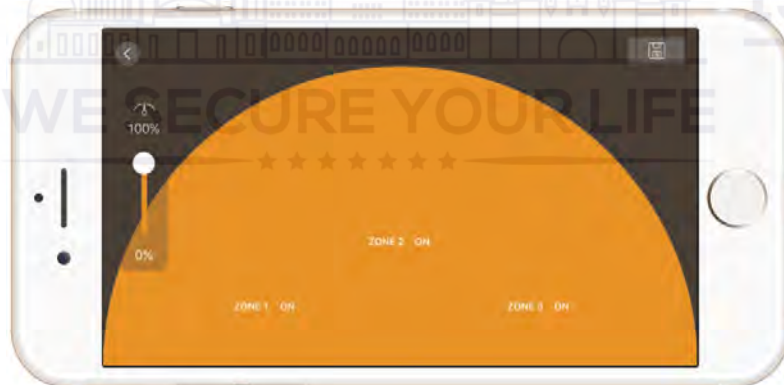 WE SECURE YOUR LIFE
100%
0%
ZONE 2 ON
ZONE 1 ON
ZONE 3 ON